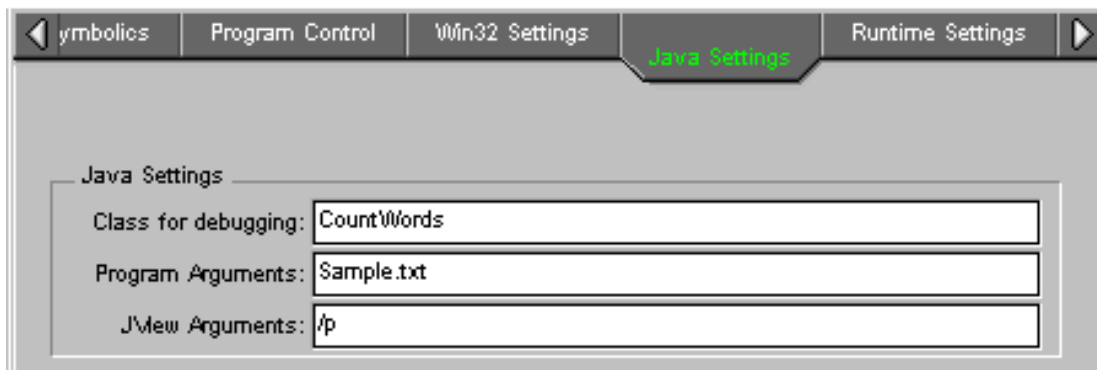 ymbolics Program Control Win32 Settings Java Settings Runtime Settings
Java Settings
Class for debugging: CountWords
Program Arguments: Sample.txt
JView Arguments: /p